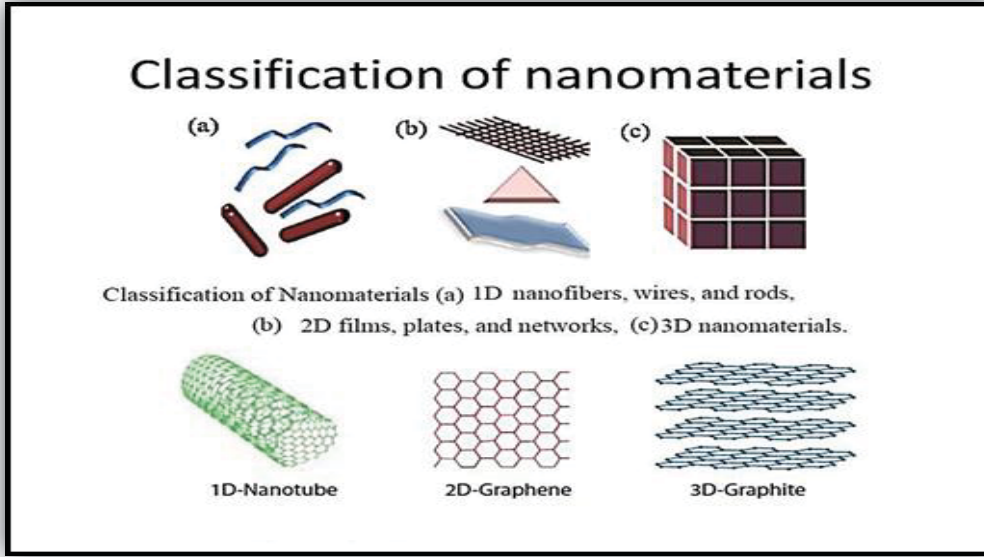 Classification of nanomaterials
(a) (b) (c)
Classification of Nanomaterials (a) 1D nanofibers, wires, and rods,
(b) 2D films, plates, and networks, (c)3D nanomaterials.
1D-Nanotube 2D-Graphene 3D-Graphite